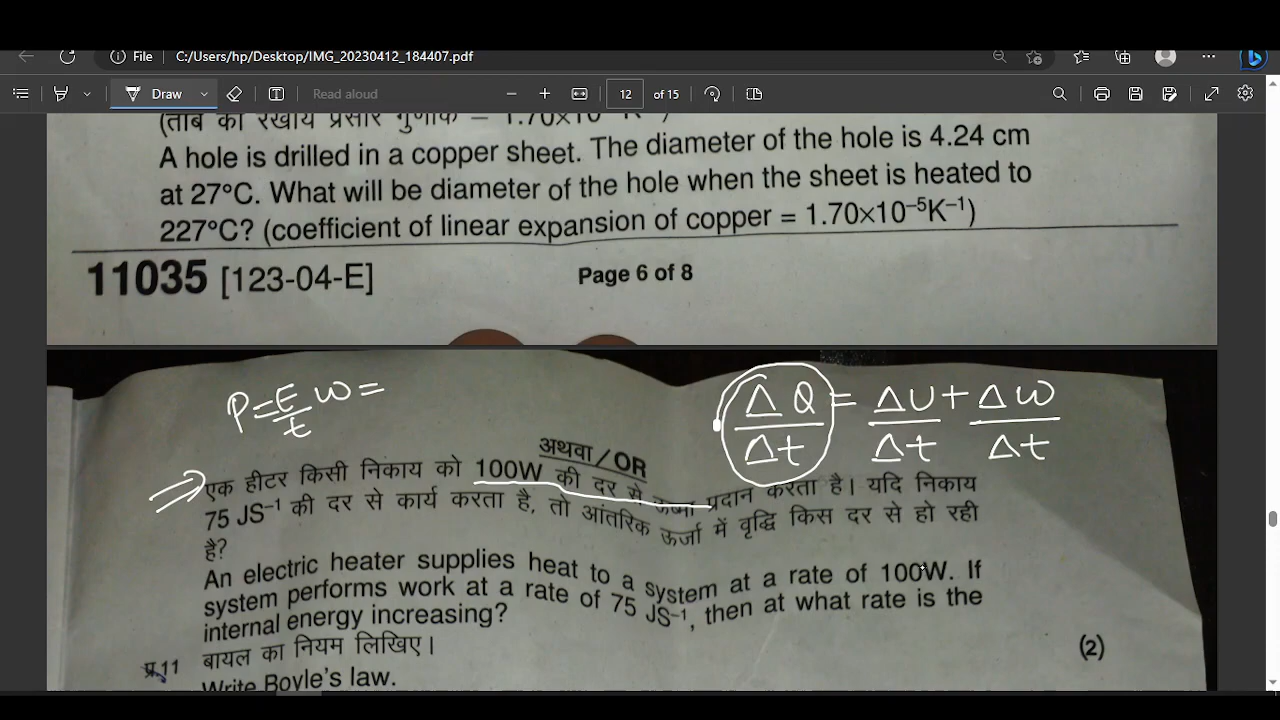 File C:/Users/hp/Desktop/IMG_20230412_184407.pdf
Draw Read aloud 12 of 15
(ताँबे का रेखीय प्रसार गुणांक = 1.70×10
A hole is drilled in a copper sheet. The diameter of the hole is 4.24 cm
at 27°C. What will be diameter of the hole when the sheet is heated to
227°C? (coefficient of linear expansion of copper = 1.70×10⁻⁵K⁻¹)
11035 [123-04-E] Page 6 of 8
P=E/t W= ΔQ/Δt = ΔU/Δt + ΔW/Δt
अथवा/OR
एक हीटर किसी निकाय को 100W की दर से ऊष्मा प्रदान करता है। यदि निकाय
75 JS⁻¹ की दर से कार्य करता है, तो आंतरिक ऊर्जा में वृद्धि किस दर से हो रही
है?
An electric heater supplies heat to a system at a rate of 100W. If
system performs work at a rate of 75 JS⁻¹, then at what rate is the
internal energy increasing?
(2)
प्र.11 बायल का नियम लिखिए।
Write Boyle's law.